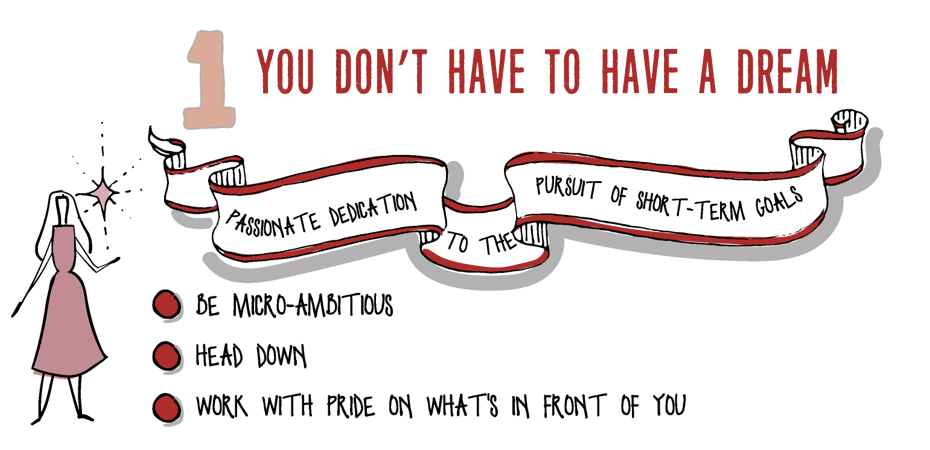 1 YOU DON'T HAVE TO HAVE A DREAM
PASSIONATE DEDICATION
TO THE
PURSUIT OF SHORT-TERM GOALS
BE MICRO-AMBITIOUS
HEAD DOWN
WORK WITH PRIDE ON WHAT'S IN FRONT OF YOU